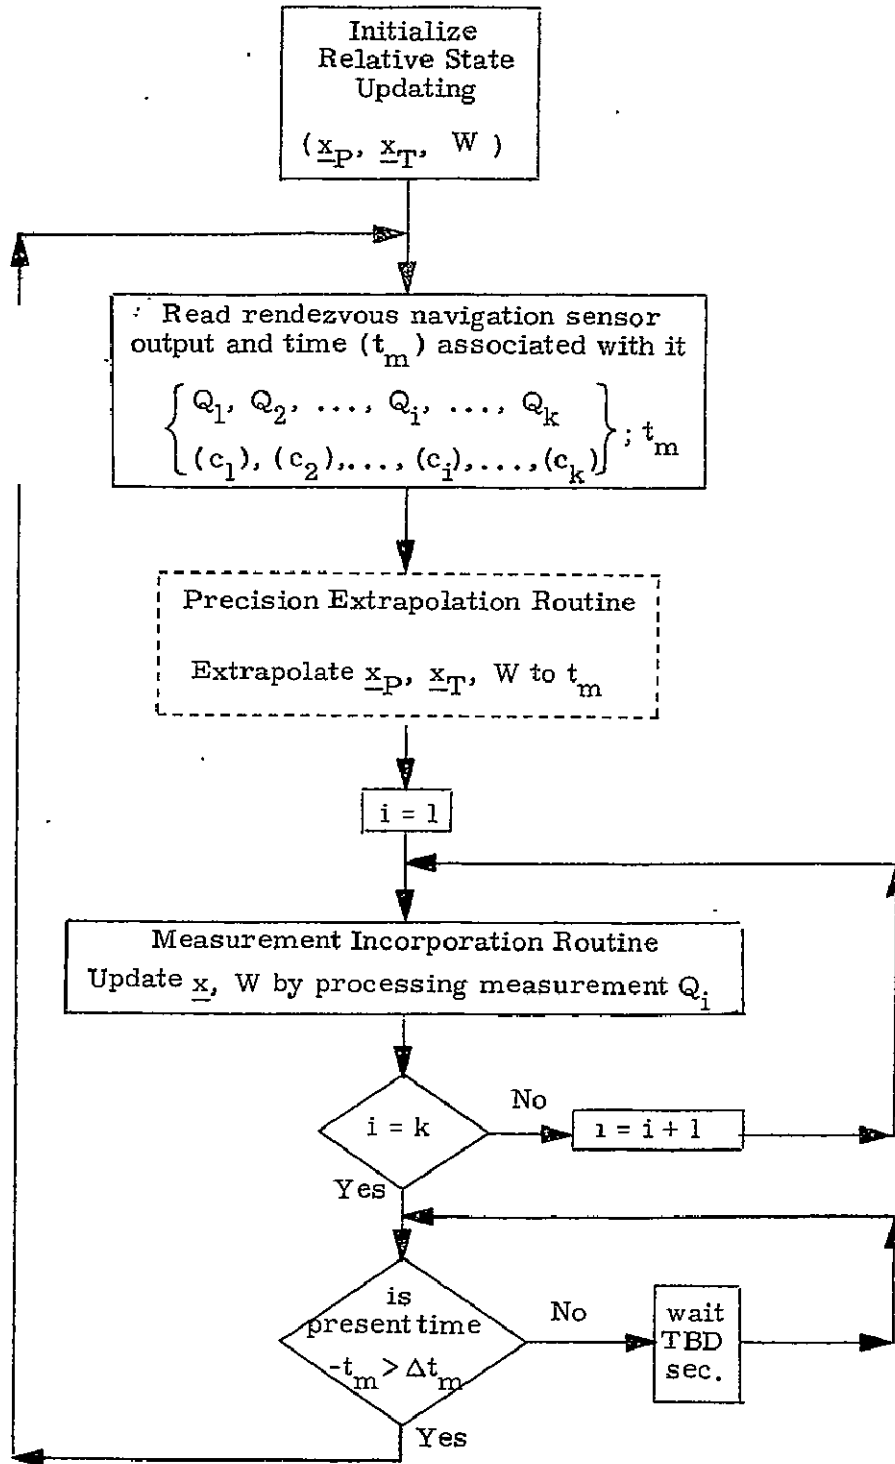 Initialize
Relative State
Updating
( x_P, x_T, W )
Read rendezvous navigation sensor
output and time (t_m) associated with it
{ Q_1, Q_2, ..., Q_i, ..., Q_k
(c_1), (c_2), ..., (c_i), ..., (c_k) } ; t_m
Precision Extrapolation Routine
Extrapolate x_P, x_T, W to t_m
i = 1
Measurement Incorporation Routine
Update x, W by processing measurement Q_i
i = k
No
i = i + 1
Yes
is
present time
-t_m > Δt_m
No
wait
TBD
sec.
Yes